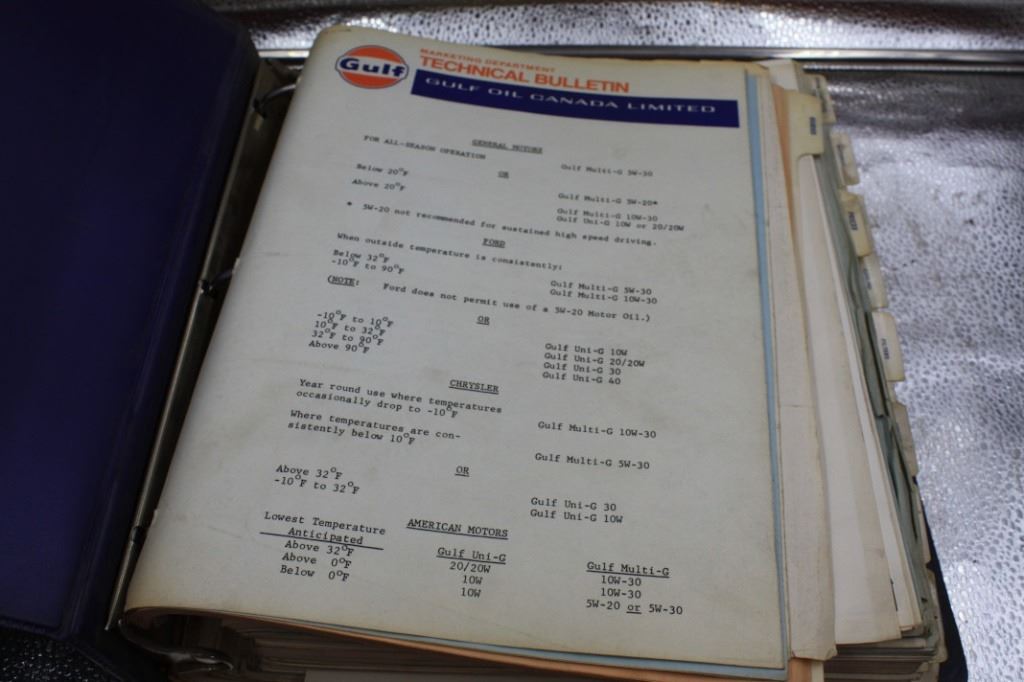 Gulf
MARKETING DEPARTMENT
TECHNICAL BULLETIN
GULF OIL CANADA LIMITED
GENERAL MOTORS
FOR ALL-SEASON OPERATION Gulf Multi-G 5W-30
OR
Below 20°F Gulf Multi-G 5W-20*
Above 20°F Gulf Multi-G 10W-30
Gulf Uni-G 10W or 20/20W
* 5W-20 not recommended for sustained high speed driving.
FORD
When outside temperature is consistently:
Below 32°F Gulf Multi-G 5W-30
-10°F to 90°F Gulf Multi-G 10W-30
(NOTE: Ford does not permit use of a 5W-20 Motor Oil.)
OR
-10°F to 10°F Gulf Uni-G 10W
10°F to 32°F Gulf Uni-G 20/20W
32°F to 90°F Gulf Uni-G 30
Above 90°F Gulf Uni-G 40
CHRYSLER
Year round use where temperatures
occasionally drop to -10°F Gulf Multi-G 10W-30
Where temperatures are con-
sistently below 10°F Gulf Multi-G 5W-30
OR
Above 32°F Gulf Uni-G 30
-10°F to 32°F Gulf Uni-G 10W
AMERICAN MOTORS
Lowest Temperature
Anticipated Gulf Uni-G Gulf Multi-G
Above 32°F 20/20W 10W-30
Above 0°F 10W 10W-30
Below 0°F 10W 5W-20 or 5W-30